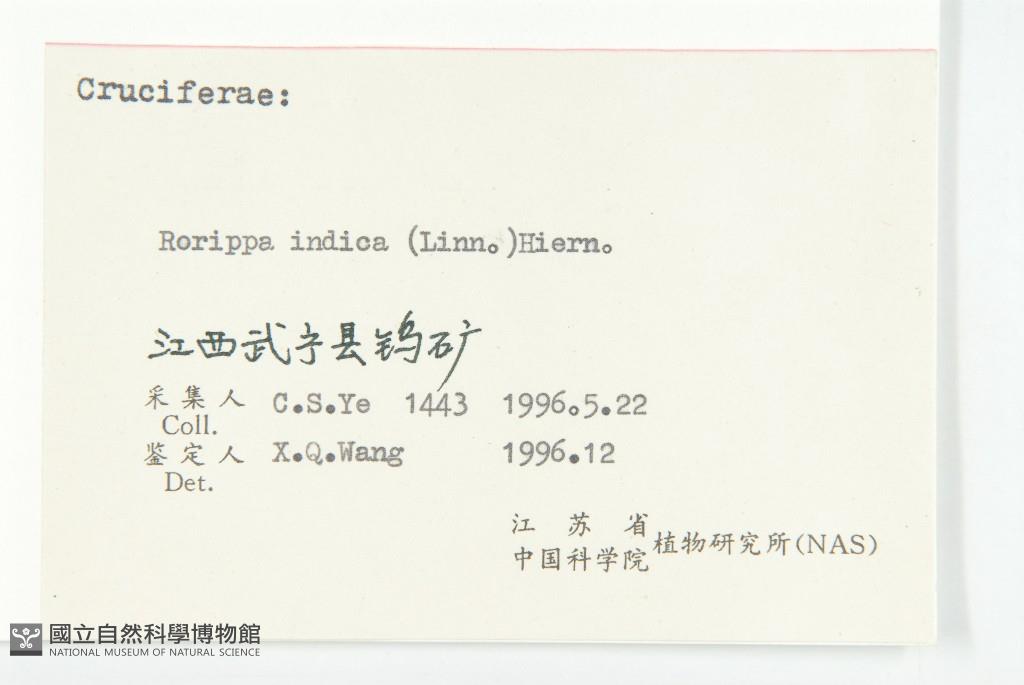 Cruciferae:
Rorippa indica (Linn.)Hiern.
江西武宁县钨矿
采集人 C.S.Ye 1443 1996.5.22
Coll.
鉴定人 X.Q.Wang 1996.12
Det.
江苏省
中国科学院植物研究所(NAS)
國立自然科學博物館
NATIONAL MUSEUM OF NATURAL SCIENCE